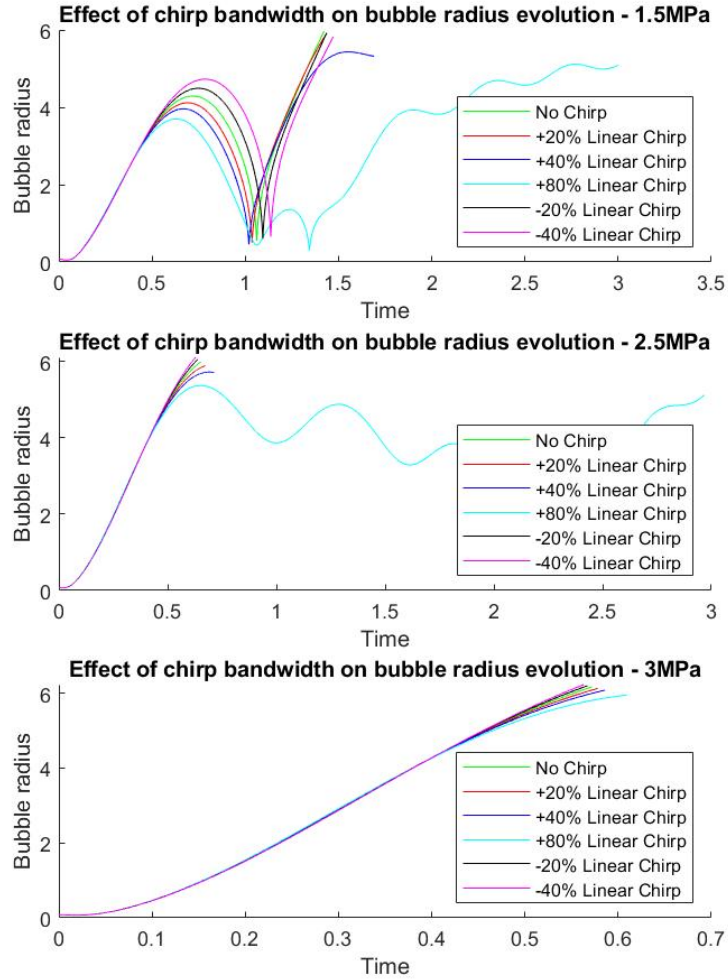 Effect of chirp bandwidth on bubble radius evolution - 1.5MPa
6
4
2
0
Bubble radius
No Chirp
+20% Linear Chirp
+40% Linear Chirp
+80% Linear Chirp
-20% Linear Chirp
-40% Linear Chirp
0 0.5 1 1.5 2 2.5 3 3.5
Time
Effect of chirp bandwidth on bubble radius evolution - 2.5MPa
6
4
2
0
Bubble radius
No Chirp
+20% Linear Chirp
+40% Linear Chirp
+80% Linear Chirp
-20% Linear Chirp
-40% Linear Chirp
0 0.5 1 1.5 2 2.5 3
Time
Effect of chirp bandwidth on bubble radius evolution - 3MPa
6
4
2
0
Bubble radius
No Chirp
+20% Linear Chirp
+40% Linear Chirp
+80% Linear Chirp
-20% Linear Chirp
-40% Linear Chirp
0 0.1 0.2 0.3 0.4 0.5 0.6 0.7
Time